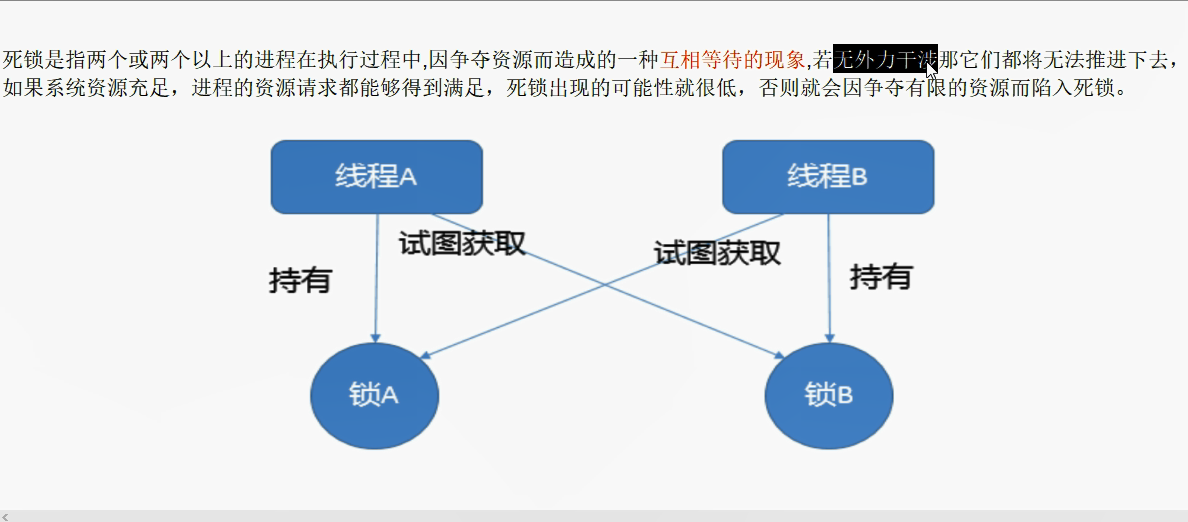 死锁是指两个或两个以上的进程在执行过程中,因争夺资源而造成的一种互相等待的现象,若无外力干涉那它们都将无法推进下去，
如果系统资源充足，进程的资源请求都能够得到满足，死锁出现的可能性就很低，否则就会因争夺有限的资源而陷入死锁。
线程A
线程B
试图获取
试图获取
持有
持有
锁A
锁B